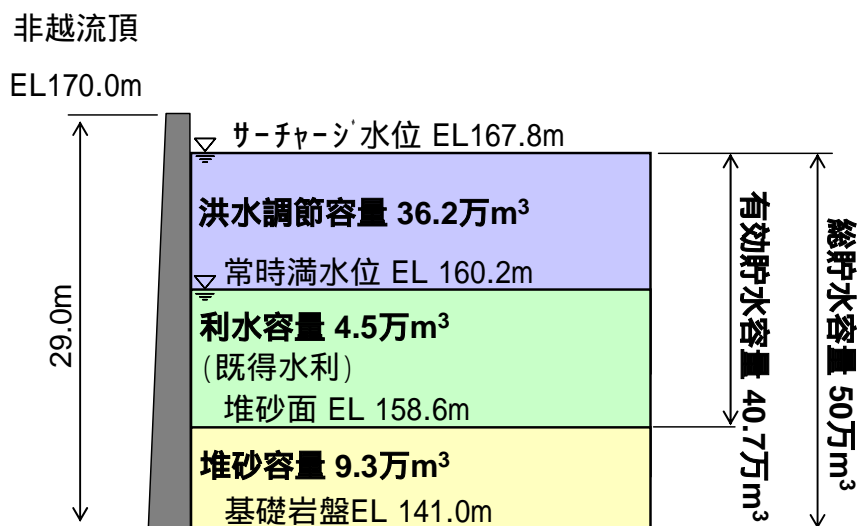 非越流頂
EL170.0m
サーチャージ水位 EL167.8m
洪水調節容量 36.2万m³
常時満水位 EL 160.2m
利水容量 4.5万m³
(既得水利)
堆砂面 EL 158.6m
堆砂容量 9.3万m³
基礎岩盤EL 141.0m
29.0m
有効貯水容量 40.7万m³
総貯水容量 50万m³